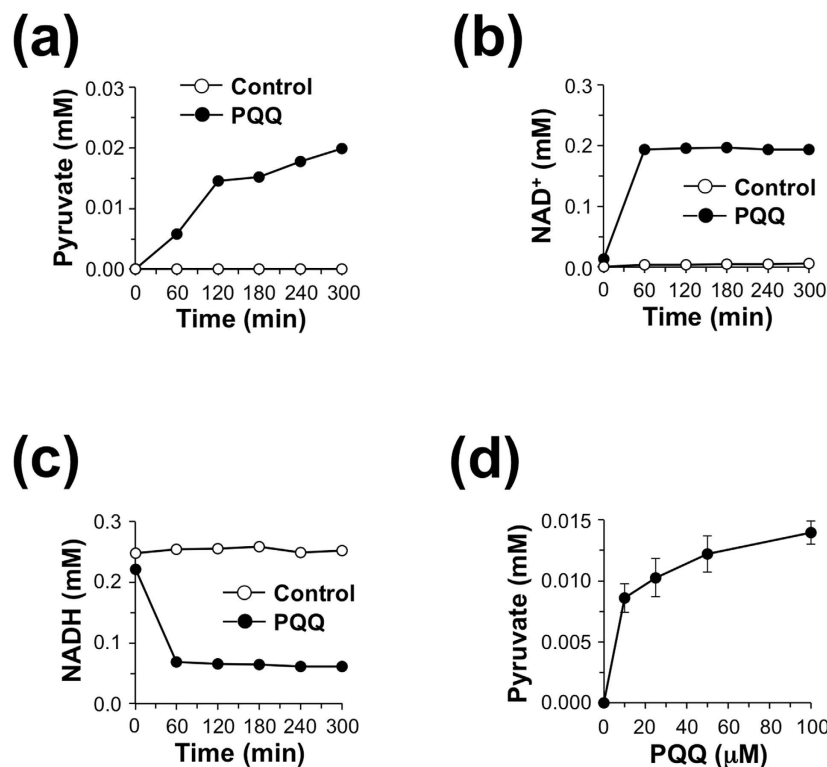 (a)
Pyruvate (mM)
0.03
0.02
0.01
0.00
Control
PQQ
0 60 120 180 240 300
Time (min)
(b)
NAD⁺ (mM)
0.3
0.2
0.1
0.0
Control
PQQ
0 60 120 180 240 300
Time (min)
(c)
NADH (mM)
0.3
0.2
0.1
0.0
Control
PQQ
0 60 120 180 240 300
Time (min)
(d)
Pyruvate (mM)
0.015
0.010
0.005
0.000
0 20 40 60 80 100
PQQ (μM)